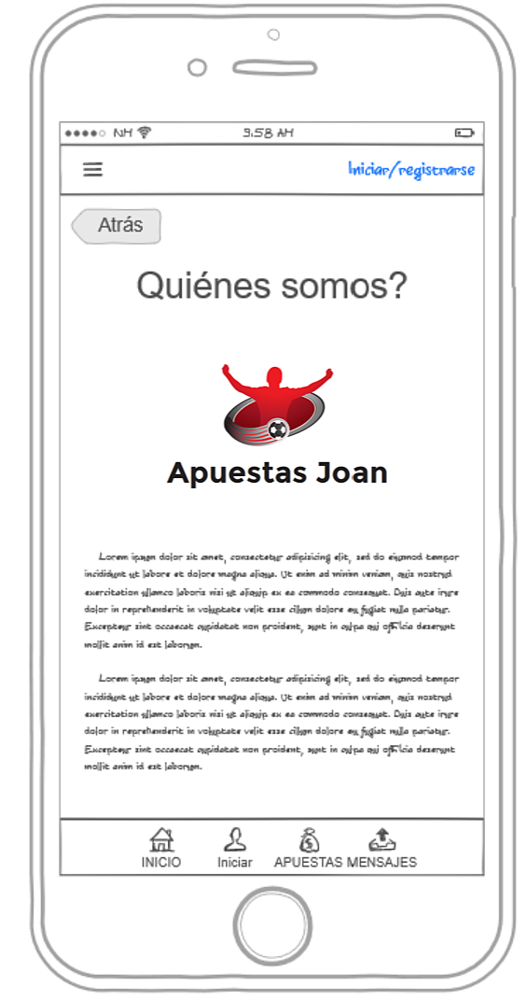 NH 3:58 AM
Iniciar/registrarse
Atrás
Quiénes somos?
Apuestas Joan
Lorem ipsum dolor sit amet, consectetur adipisicing elit, sed do eiusmod tempor
incididunt ut labore et dolore magna aliqua. Ut enim ad minim veniam, quis nostrud
exercitation ullamco laboris nisi ut aliquip ex ea commodo consequat. Duis aute irure
dolor in reprehenderit in voluptate velit esse cillum dolore eu fugiat nulla pariatur.
Excepteur sint occaecat cupidatat non proident, sunt in culpa qui officia deserunt
mollit anim id est laborum.
Lorem ipsum dolor sit amet, consectetur adipisicing elit, sed do eiusmod tempor
incididunt ut labore et dolore magna aliqua. Ut enim ad minim veniam, quis nostrud
exercitation ullamco laboris nisi ut aliquip ex ea commodo consequat. Duis aute irure
dolor in reprehenderit in voluptate velit esse cillum dolore eu fugiat nulla pariatur.
Excepteur sint occaecat cupidatat non proident, sunt in culpa qui officia deserunt
mollit anim id est laborum.
INICIO Iniciar APUESTAS MENSAJES